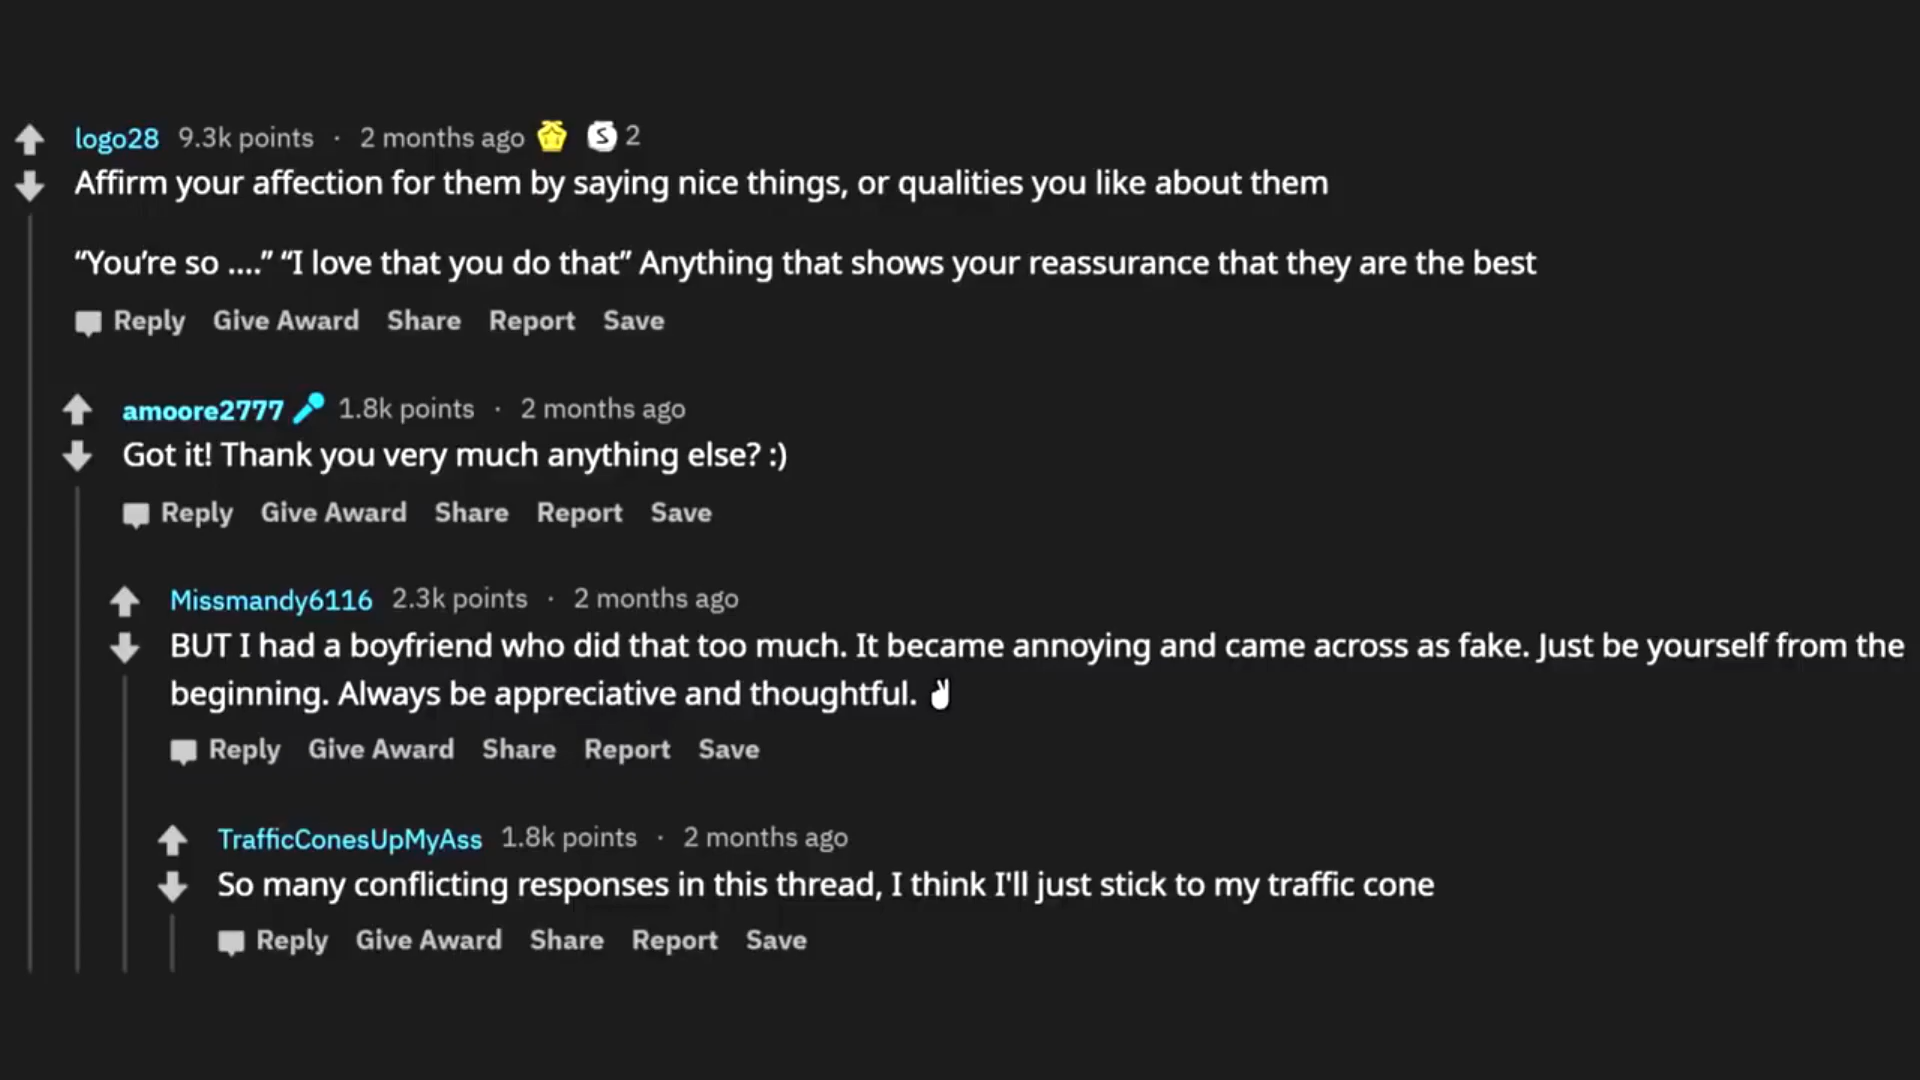 logo28 9.3k points · 2 months ago S 2
Affirm your affection for them by saying nice things, or qualities you like about them
“You’re so ....” “I love that you do that” Anything that shows your reassurance that they are the best
Reply Give Award Share Report Save
amoore2777 1.8k points · 2 months ago
Got it! Thank you very much anything else? :)
Reply Give Award Share Report Save
Missmandy6116 2.3k points · 2 months ago
BUT I had a boyfriend who did that too much. It became annoying and came across as fake. Just be yourself from the
beginning. Always be appreciative and thoughtful. ✌
Reply Give Award Share Report Save
TrafficConesUpMyAss 1.8k points · 2 months ago
So many conflicting responses in this thread, I think I'll just stick to my traffic cone
Reply Give Award Share Report Save